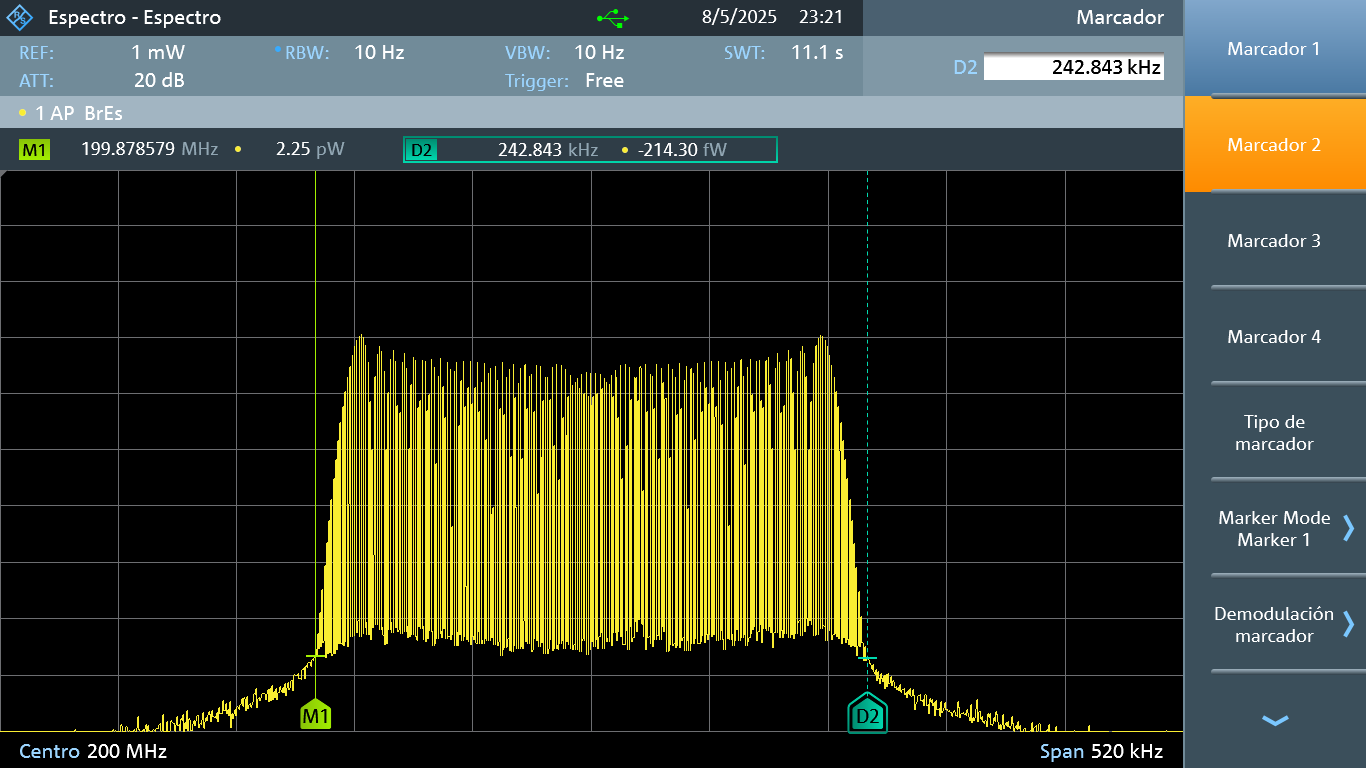 Espectro - Espectro 8/5/2025 23:21 Marcador
REF: 1 mW RBW: 10 Hz VBW: 10 Hz SWT: 11.1 s
ATT: 20 dB Trigger: Free
D2 242.843 kHz
1 AP BrEs
M1 199.878579 MHz 2.25 pW D2 242.843 kHz -214.30 fW
M1
D2
Centro 200 MHz Span 520 kHz
Marcador 1
Marcador 2
Marcador 3
Marcador 4
Tipo de
marcador
Marker Mode
Marker 1
Demodulación
marcador